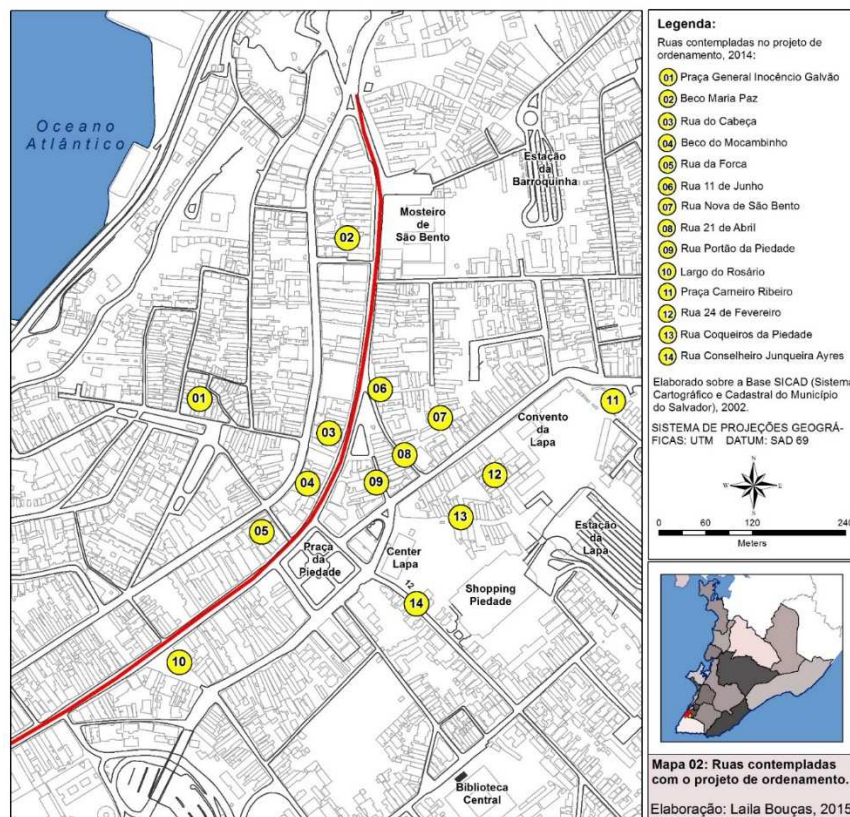 Oceano
Atlântico
Estação
da
Barroquinha
Mosteiro
de
São Bento
02
01
06
11
03
07
Convento
da
Lapa
08
04
09
12
13
05
Praça
da
Piedade
Center
Lapa
Estação
da
Lapa
12
14
Shopping
Piedade
10
Biblioteca
Central
Legenda:
Ruas contempladas no projeto de
ordenamento, 2014:
01 Praça General Inocêncio Galvão
02 Beco Maria Paz
03 Rua do Cabeça
04 Beco do Mocambinho
05 Rua da Forca
06 Rua 11 de Junho
07 Rua Nova de São Bento
08 Rua 21 de Abril
09 Rua Portão da Piedade
10 Largo do Rosário
11 Praça Carneiro Ribeiro
12 Rua 24 de Fevereiro
13 Rua Coqueiros da Piedade
14 Rua Conselheiro Junqueira Ayres
Elaborado sobre a Base SICAD (Sistema
Cartográfico e Cadastral do Município
do Salvador), 2002.
SISTEMA DE PROJEÇÕES GEOGRÁ-
FICAS: UTM DATUM: SAD 69
N
W E
S
0 60 120 240
Meters
Mapa 02: Ruas contempladas
com o projeto de ordenamento.
Elaboração: Laila Bouças, 2015